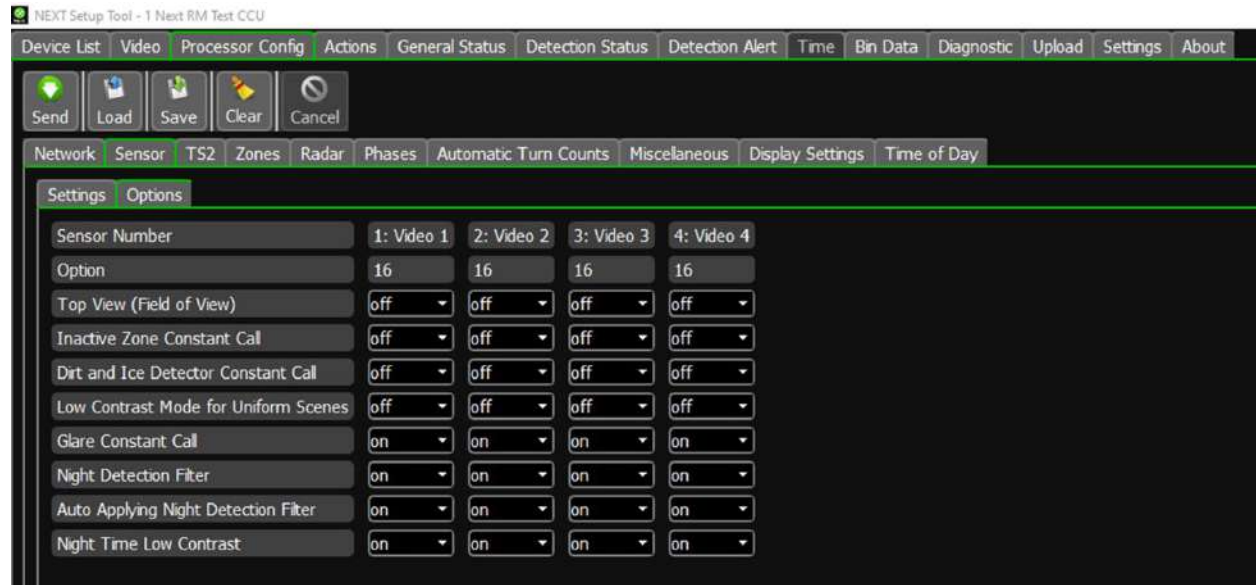 NEXT Setup Tool - 1 Next RM Test CCU
Device List Video Processor Config Actions General Status Detection Status Detection Alert Time Bin Data Diagnostic Upload Settings About
Send Load Save Clear Cancel
Network Sensor TS2 Zones Radar Phases Automatic Turn Counts Miscellaneous Display Settings Time of Day
Settings Options
Sensor Number 1: Video 1 2: Video 2 3: Video 3 4: Video 4
Option 16 16 16 16
Top View (Field of View) off off off off
Inactive Zone Constant Call off off off off
Dirt and Ice Detector Constant Call off off off off
Low Contrast Mode for Uniform Scenes off off off off
Glare Constant Call on on on on
Night Detection Filter on on on on
Auto Applying Night Detection Filter on on on on
Night Time Low Contrast on on on on